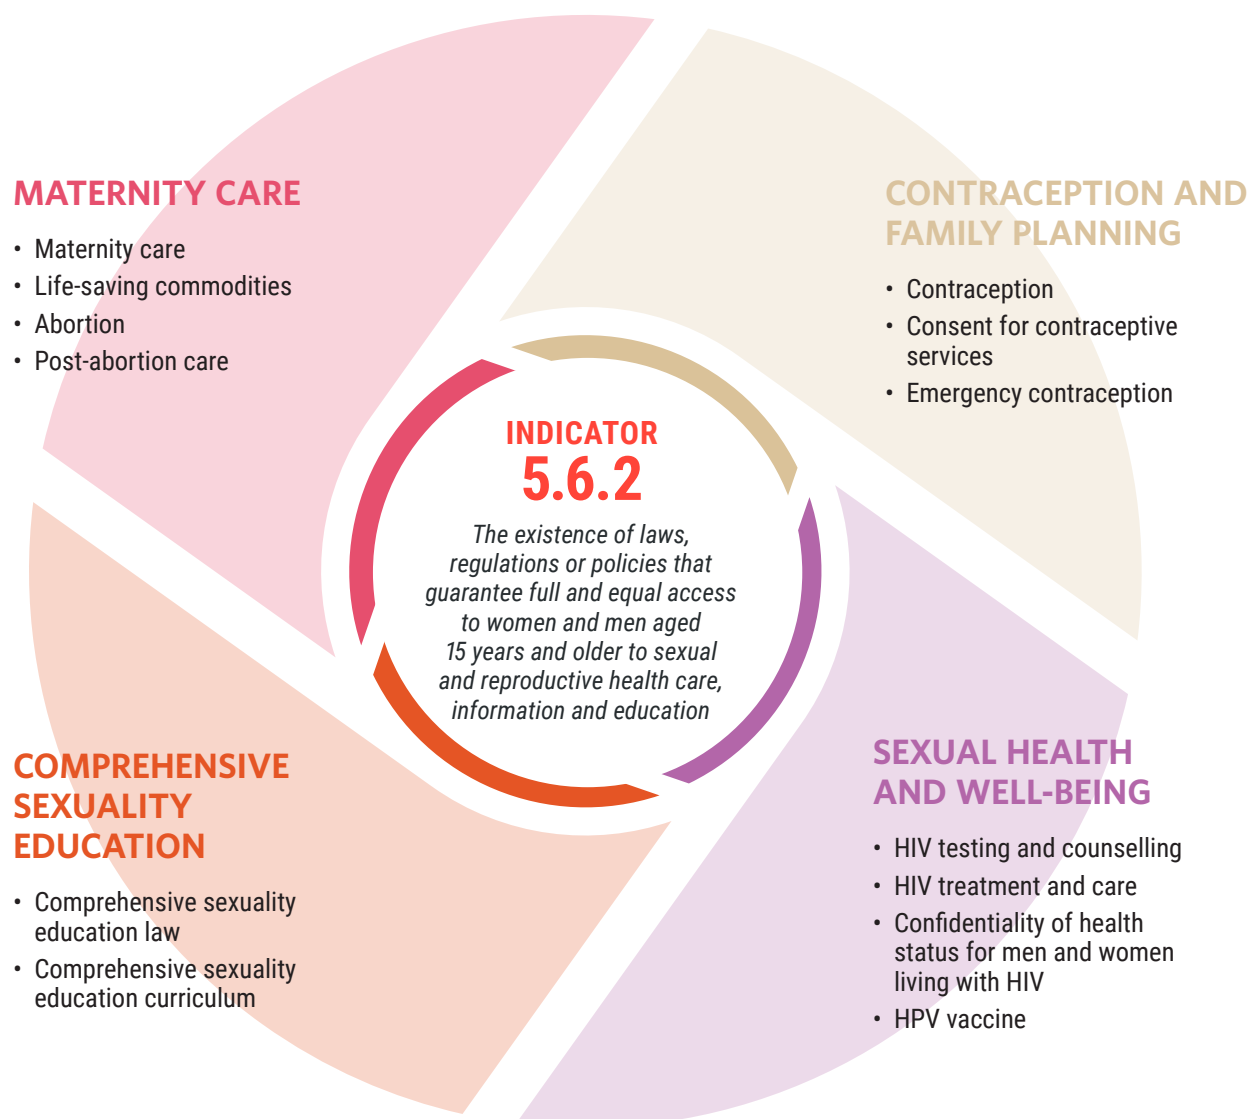 MATERNITY CARE
• Maternity care
• Life-saving commodities
• Abortion
• Post-abortion care
CONTRACEPTION AND
FAMILY PLANNING
• Contraception
• Consent for contraceptive
services
• Emergency contraception
INDICATOR
5.6.2
The existence of laws,
regulations or policies that
guarantee full and equal access
to women and men aged
15 years and older to sexual
and reproductive health care,
information and education
COMPREHENSIVE
SEXUALITY
EDUCATION
• Comprehensive sexuality
education law
• Comprehensive sexuality
education curriculum
SEXUAL HEALTH
AND WELL-BEING
• HIV testing and counselling
• HIV treatment and care
• Confidentiality of health
status for men and women
living with HIV
• HPV vaccine